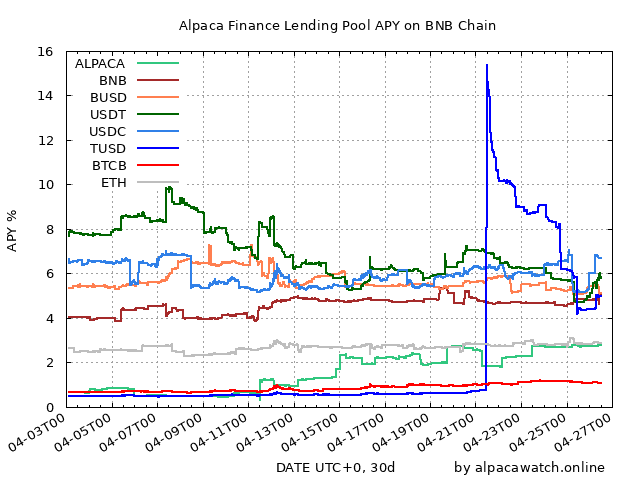 Alpaca Finance Lending Pool APY on BNB Chain
16
14
12
10
8
6
4
2
0
APY %
ALPACA
BNB
BUSD
USDT
USDC
TUSD
BTCB
ETH
04-03T00
04-05T00
04-07T00
04-09T00
04-11T00
04-13T00
04-15T00
04-17T00
04-19T00
04-21T00
04-23T00
04-25T00
04-27T00
DATE UTC+0, 30d
by alpacawatch.online